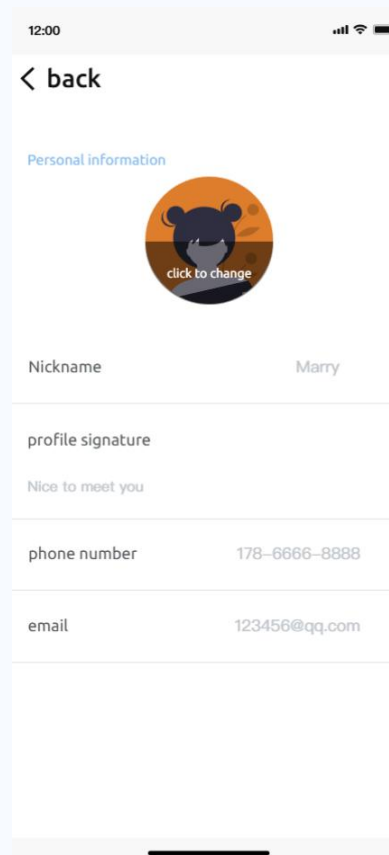 12:00
back
Personal information
click to change
Nickname Marry
profile signature
Nice to meet you
phone number 178-6666-8888
email 123456@qq.com